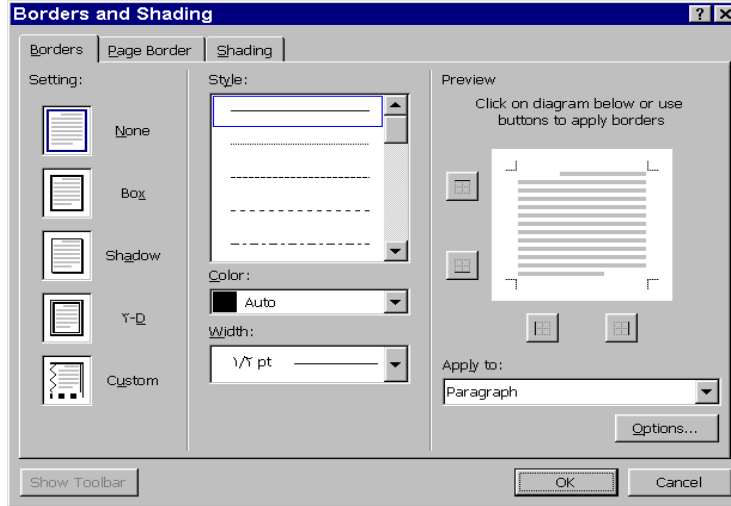 Borders and Shading
Borders
Page Border
Shading
Setting:
None
Box
Shadow
٢-D
Custom
Style:
Color:
Auto
Width:
١/٢ pt
Preview
Click on diagram below or use
buttons to apply borders
Apply to:
Paragraph
Options...
Show Toolbar
OK
Cancel